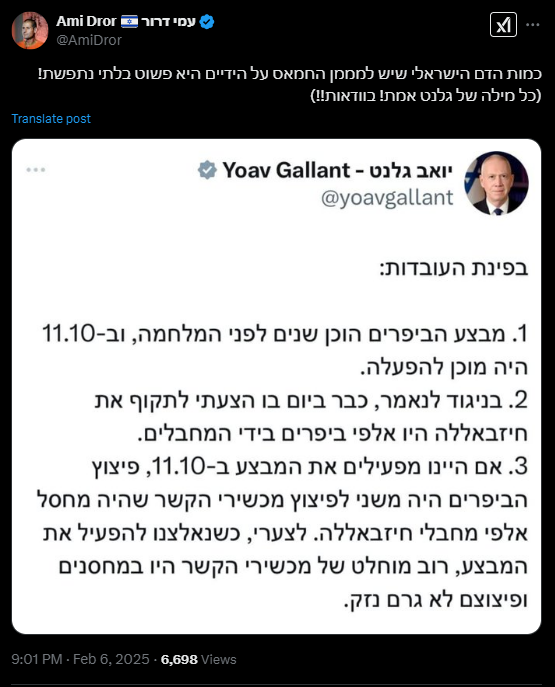 Ami Dror 🇮🇱 עמי דרור
@AmiDror
כמות הדם הישראלי שיש למממן החמאס על הידיים היא פשוט בלתי נתפשת!
(כל מילה של גלנט אמת! בוודאות!!)
Translate post
יואב גלנט - Yoav Gallant
@yoavgallant
בפינת העובדות:
1. מבצע הביפרים הוכן שנים לפני המלחמה, וב-11.10
היה מוכן להפעלה.
2. בניגוד לנאמר, כבר ביום בו הצעתי לתקוף את
חיזבאללה היו אלפי ביפרים בידי המחבלים.
3. אם היינו מפעילים את המבצע ב-11.10, פיצוץ
הביפרים היה משני לפיצוץ מכשירי הקשר שהיה מחסל
אלפי מחבלי חיזבאללה. לצערי, כשנאלצנו להפעיל את
המבצע, רוב מוחלט של מכשירי הקשר היו במחסנים
ופיצוצם לא גרם נזק.
9:01 PM · Feb 6, 2025 · 6,698 Views